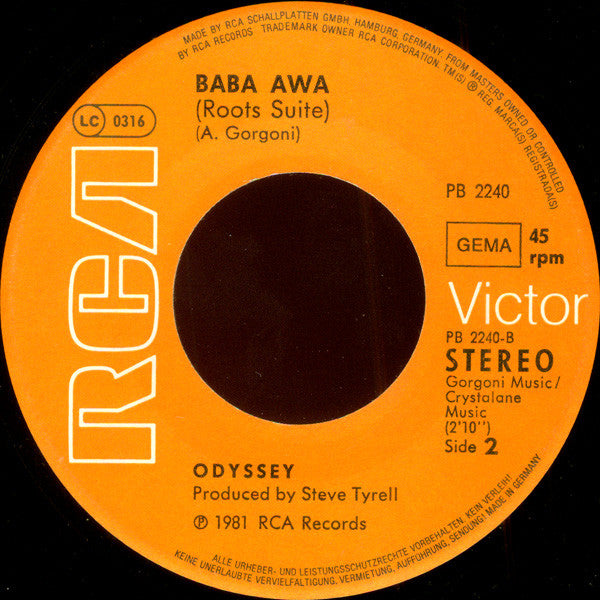 MADE BY RCA SCHALLPLATTEN GMBH, HAMBURG, GERMANY, FROM MASTERS OWNED OR CONTROLLED
BY RCA RECORDS TRADEMARK OWNER RCA CORPORATION. TM(S) ® REG. MARCA(S) REGISTRADA(S)
BABA AWA
(Roots Suite)
(A. Gorgoni)
LC 0316
PB 2240
GEMA
45
rpm
RCA
Victor
PB 2240-B
STEREO
Gorgoni Music/
Crystalane
Music
(2'10'')
Side 2
ODYSSEY
Produced by Steve Tyrell
℗ 1981 RCA Records
ALLE URHEBER- UND LEISTUNGSSCHUTZRECHTE VORBEHALTEN. KEIN VERLEIH!
KEINE UNERLAUBTE VERVIELFÄLTIGUNG, VERMIETUNG, AUFFÜHRUNG, SENDUNG! MADE IN GERMANY